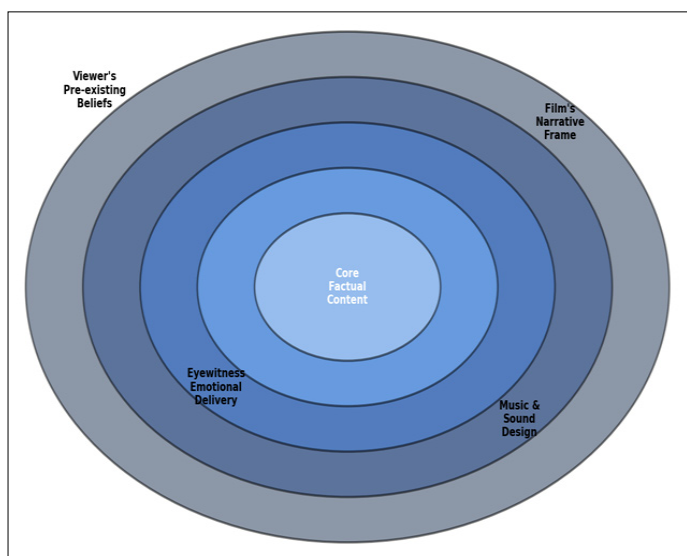 Viewer's
Pre-existing
Beliefs
Film's
Narrative
Frame
Core
Factual
Content
Eyewitness
Emotional
Delivery
Music &
Sound
Design